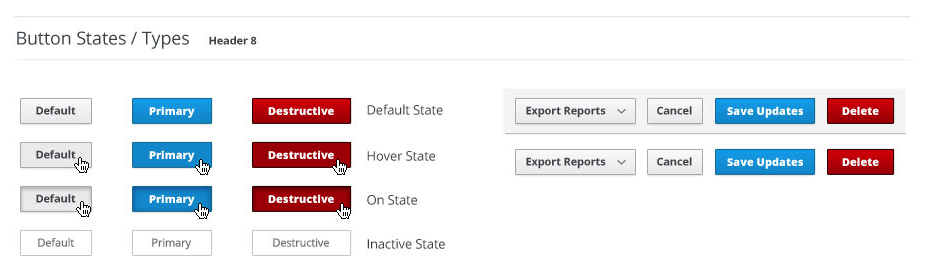 Button States / Types Header 8
Default Primary Destructive Default State
Export Reports Cancel Save Updates Delete
Default Primary Destructive Hover State
Export Reports Cancel Save Updates Delete
Default Primary Destructive On State
Default Primary Destructive Inactive State